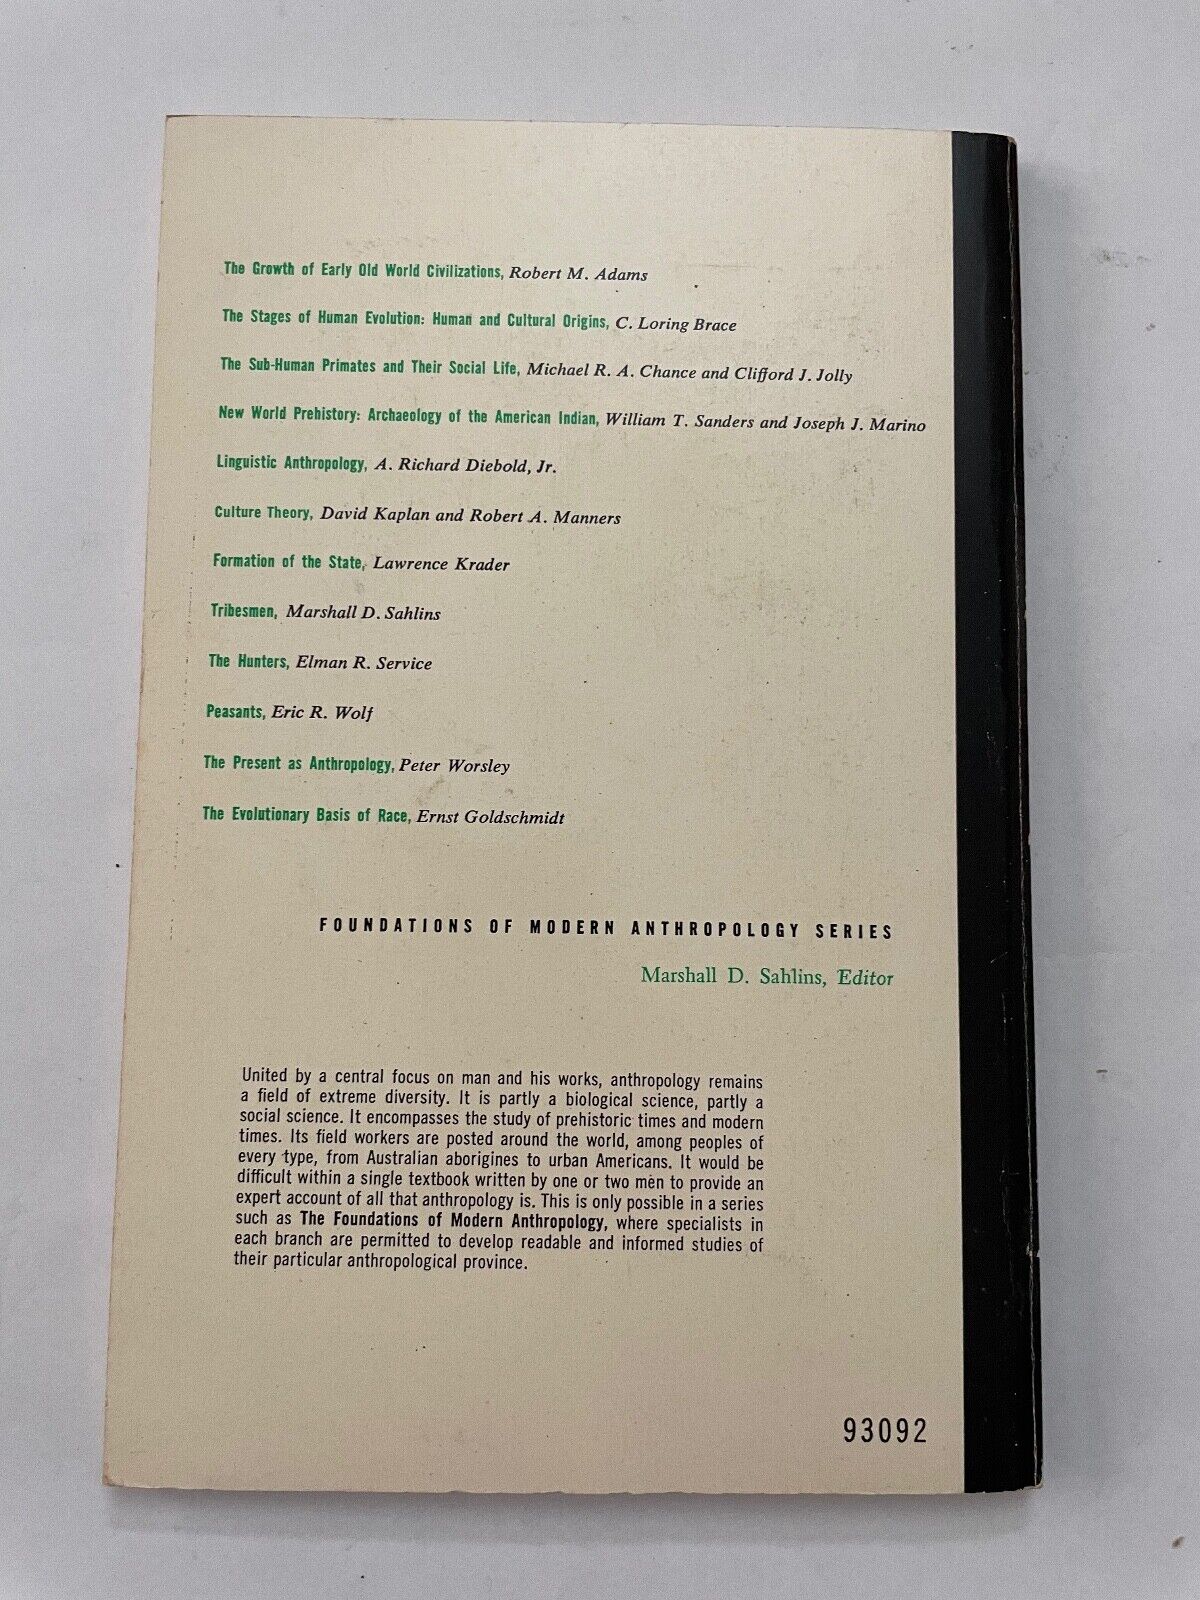 The Growth of Early Old World Civilizations, Robert M. Adams
The Stages of Human Evolution: Human and Cultural Origins, C. Loring Brace
The Sub-Human Primates and Their Social Life, Michael R. A. Chance and Clifford J. Jolly
New World Prehistory: Archaeology of the American Indian, William T. Sanders and Joseph J. Marino
Linguistic Anthropology, A. Richard Diebold, Jr.
Culture Theory, David Kaplan and Robert A. Manners
Formation of the State, Lawrence Krader
Tribesmen, Marshall D. Sahlins
The Hunters, Elman R. Service
Peasants, Eric R. Wolf
The Present as Anthropology, Peter Worsley
The Evolutionary Basis of Race, Ernst Goldschmidt
FOUNDATIONS OF MODERN ANTHROPOLOGY SERIES
Marshall D. Sahlins, Editor
United by a central focus on man and his works, anthropology remains
a field of extreme diversity. It is partly a biological science, partly a
social science. It encompasses the study of prehistoric times and modern
times. Its field workers are posted around the world, among peoples of
every type, from Australian aborigines to urban Americans. It would be
difficult within a single textbook written by one or two men to provide an
expert account of all that anthropology is. This is only possible in a series
such as The Foundations of Modern Anthropology, where specialists in
each branch are permitted to develop readable and informed studies of
their particular anthropological province.
93092